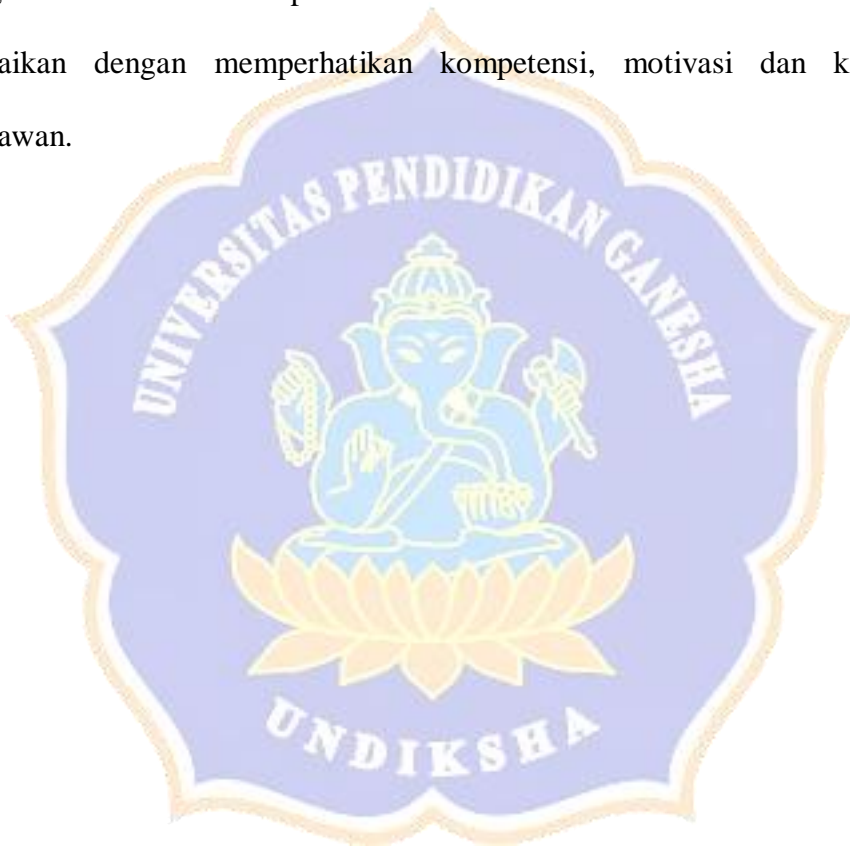 aikan dengan memperhatikan kompetensi, motivasi dan k
awan.
UNIVERSITAS PENDIDIKAN GANESHA
UNDIKSHA